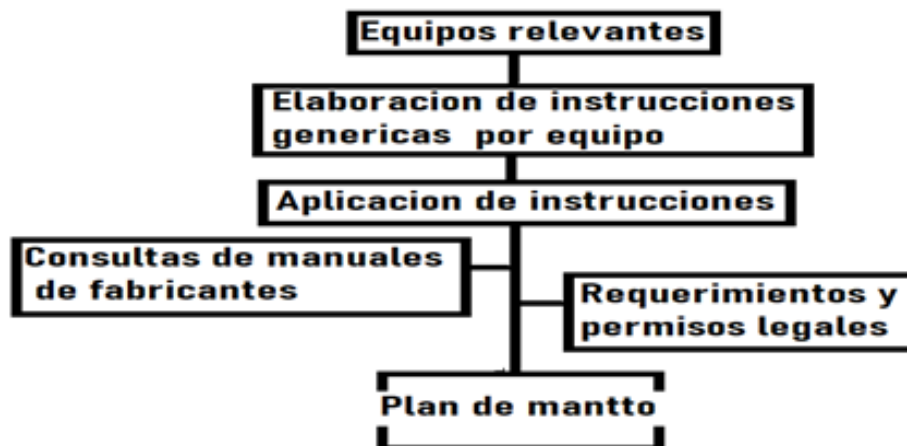 Equipos relevantes
Elaboracion de instrucciones
genericas por equipo
Aplicacion de instrucciones
Consultas de manuales
de fabricantes
Requerimientos y
permisos legales
Plan de mantto